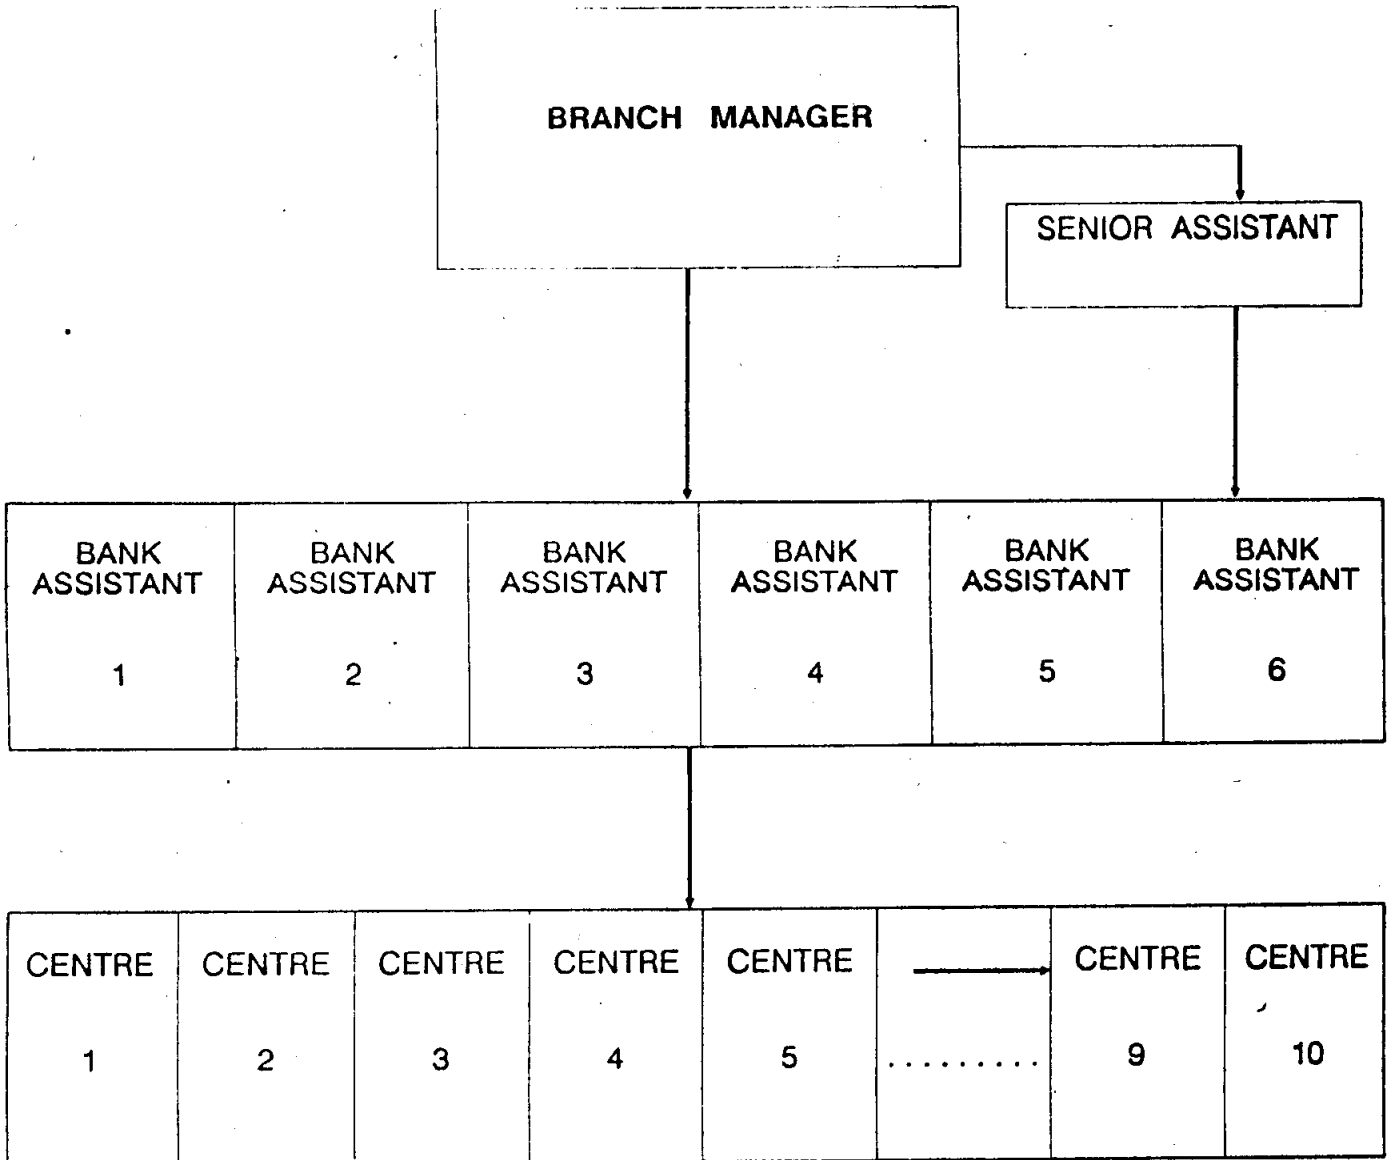 BRANCH MANAGER
SENIOR ASSISTANT
BANK ASSISTANT 1
BANK ASSISTANT 2
BANK ASSISTANT 3
BANK ASSISTANT 4
BANK ASSISTANT 5
BANK ASSISTANT 6
CENTRE 1
CENTRE 2
CENTRE 3
CENTRE 4
CENTRE 5
.........
CENTRE 9
CENTRE 10